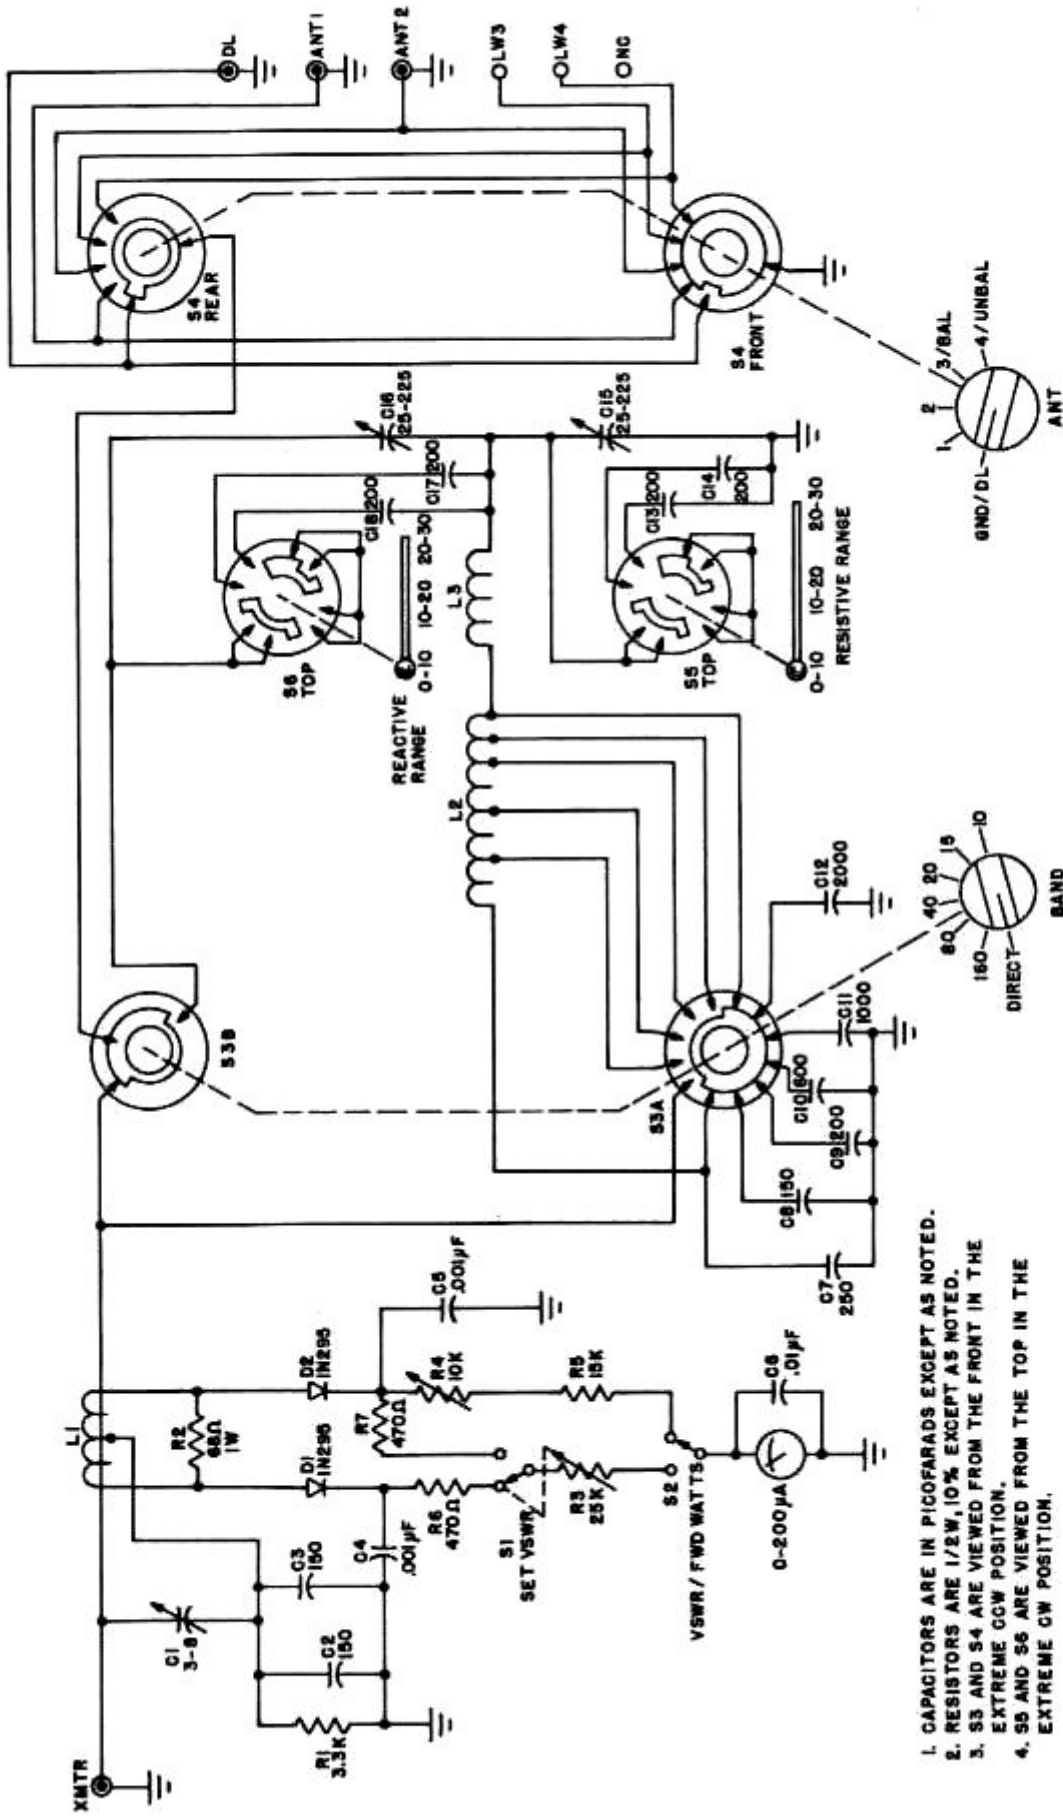 XMTR
C1
3-8
R1
3.3K
C2
150
C3
150
C4
.001µF
L1
R2
68Ω
1W
D1
1N295
D2
1N295
R6
470Ω
R7
470Ω
S1
SET VSWR
R3
25K
R4
10K
R5
15K
C5
.001µF
S2
VSWR/FWD WATTS
0-200µA
C6
.01µF
S3B
S3A
C7
250
C8 150
C9 200
C10 600
C11
1000
C12
2000
DIRECT
160
80
40
20
15
10
BAND
L2
L3
S6
TOP
REACTIVE
RANGE
0-10 10-20 20-30
C18 200
C17 200
C16
25-225
S5
TOP
0-10 10-20 20-30
RESISTIVE RANGE
C13 200
C14
200
C15
25-225
S4
REAR
S4
FRONT
GND/DL
1
2
3/BAL
4/UNBAL
ANT
DL
ANT1
ANT2
LW3
LW4
NC
1. CAPACITORS ARE IN PICOFARADS EXCEPT AS NOTED.
2. RESISTORS ARE 1/2W, 10% EXCEPT AS NOTED.
3. S3 AND S4 ARE VIEWED FROM THE FRONT IN THE
EXTREME CCW POSITION.
4. S5 AND S6 ARE VIEWED FROM THE TOP IN THE
EXTREME CW POSITION.